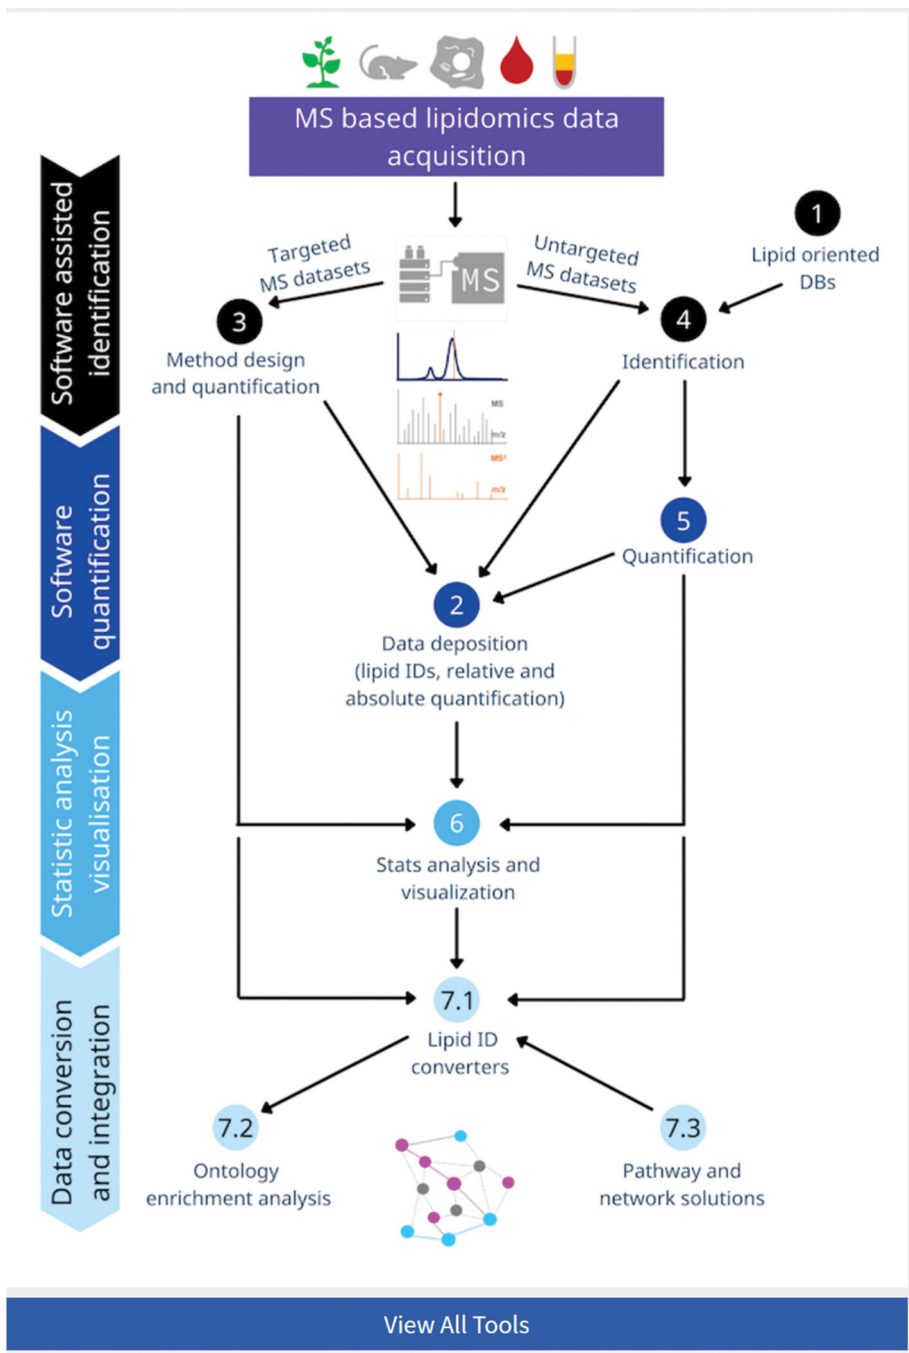 MS based lipidomics data
acquisition
Software assisted
identification
Software
quantification
Statistic analysis
visualisation
Data conversion
and integration
Targeted
MS datasets
MS
Untargeted
MS datasets
1
Lipid oriented
DBs
3
Method design
and quantification
4
Identification
MS
m/z
MS²
m/z
5
Quantification
2
Data deposition
(lipid IDs, relative and
absolute quantification)
6
Stats analysis and
visualization
7.1
Lipid ID
converters
7.2
Ontology
enrichment analysis
7.3
Pathway and
network solutions
View All Tools